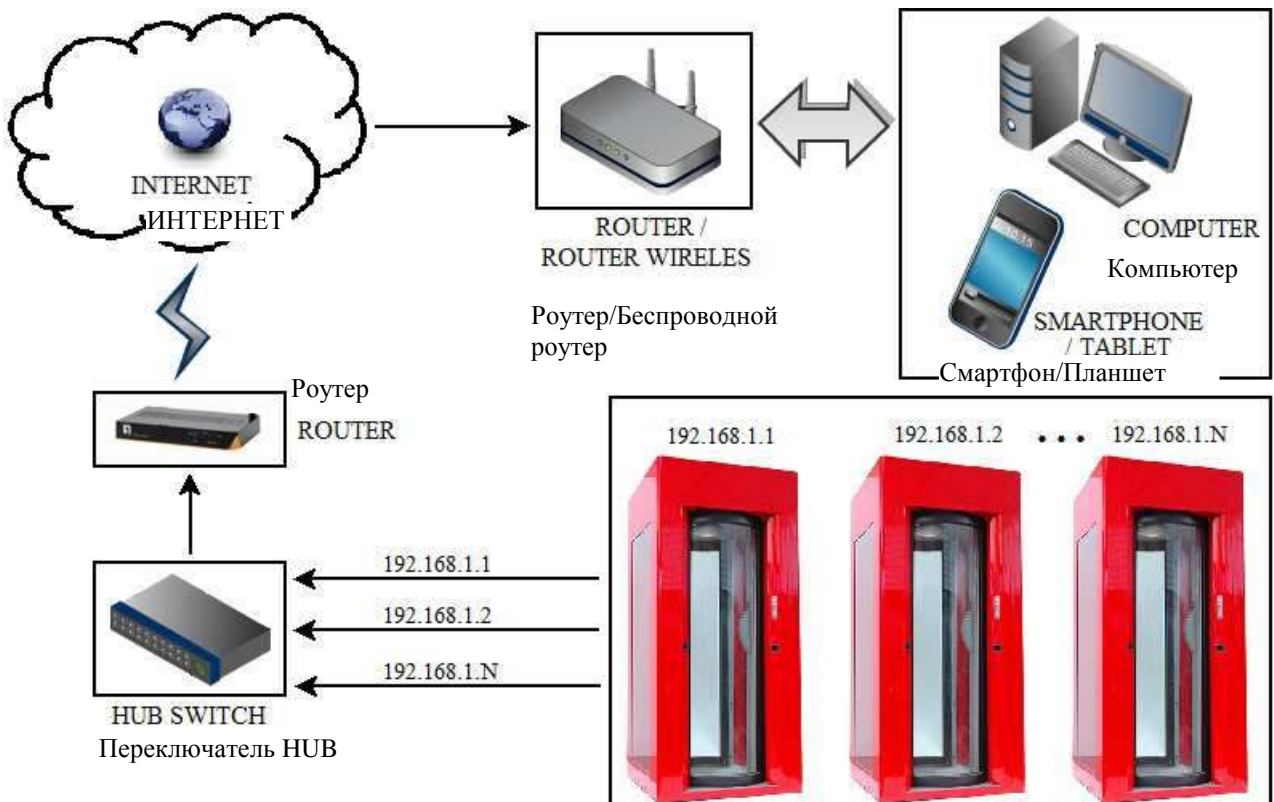 INTERNET
ИНТЕРНЕТ
ROUTER /
ROUTER WIRELES
Роутер/Беспроводной
роутер
COMPUTER
Компьютер
SMARTPHONE
/ TABLET
Смартфон/Планшет
Роутер
ROUTER
192.168.1.1
192.168.1.2
• • •
192.168.1.N
192.168.1.1
192.168.1.2
192.168.1.N
HUB SWITCH
Переключатель HUB